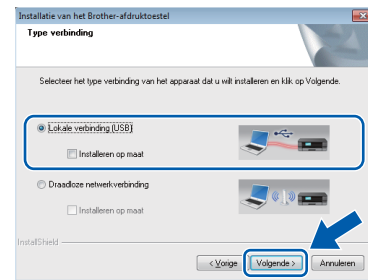 Installatie van het Brother-afdruktoestel
Type verbinding
Selecteer het type verbinding van het apparaat dat u wilt installeren en klik op Volgende.
Lokale verbinding (USB)
Installeren op maat
Draadloze netwerkverbinding
Installeren op maat
InstallShield
< Vorige Volgende > Annuleren